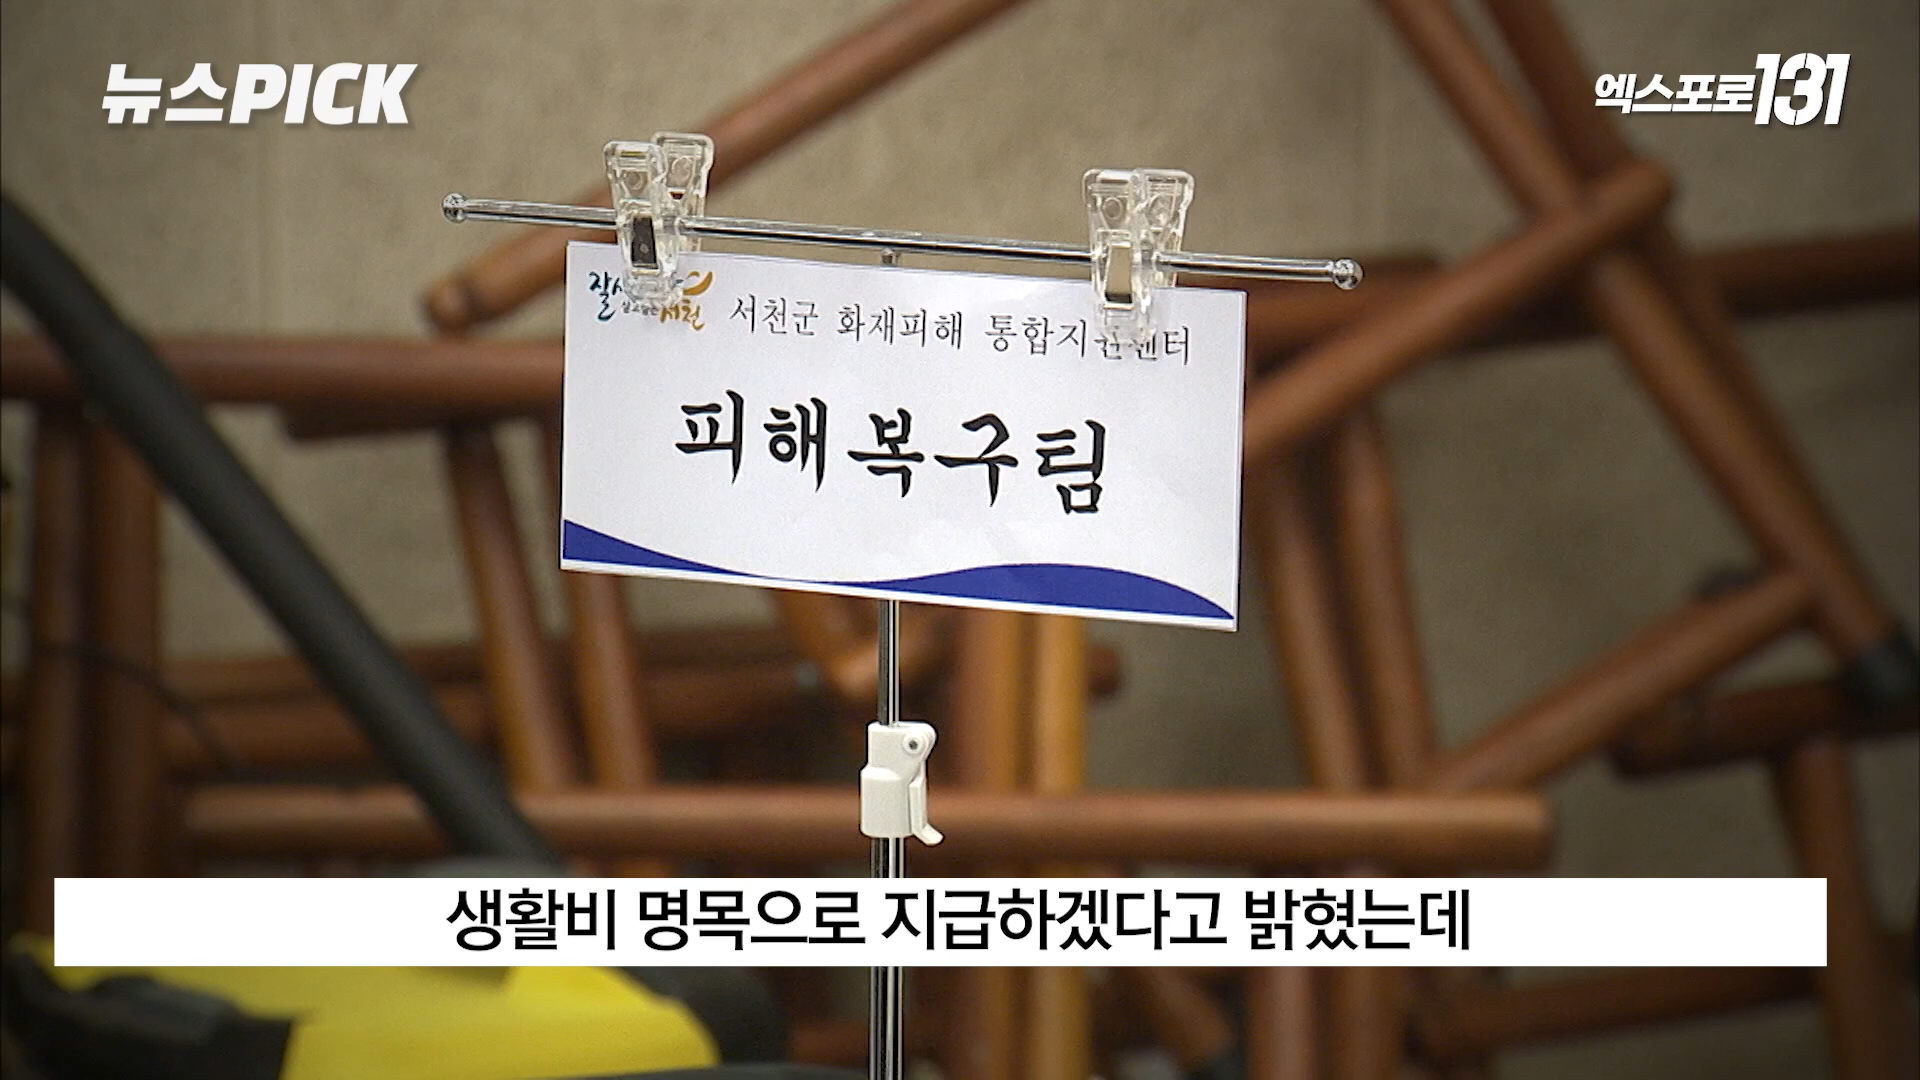 뉴스PICK
엑스포로131
서천군 화재피해 통합지원센터
피해복구팀
생활비 명목으로 지급하겠다고 밝혔는데